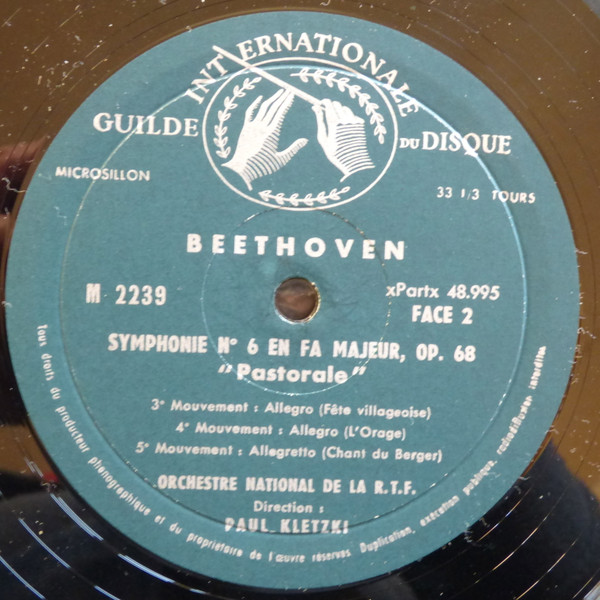 GUILDE INTERNATIONALE DU DISQUE
MICROSILLON
33 1/3 TOURS
BEETHOVEN
M 2239
xPartx 48.995
FACE 2
SYMPHONIE N° 6 EN FA MAJEUR, OP. 68
"Pastorale"
3e Mouvement : Allegro (Fête villageoise)
4e Mouvement : Allegro (L'Orage)
5e Mouvement : Allegretto (Chant du Berger)
ORCHESTRE NATIONAL DE LA R.T.F.
Direction :
PAUL KLETZKI
Tous droits du producteur phonographique et du propriétaire de l'œuvre réservés. Duplication, exécution publique, radiodiffusion interdites.